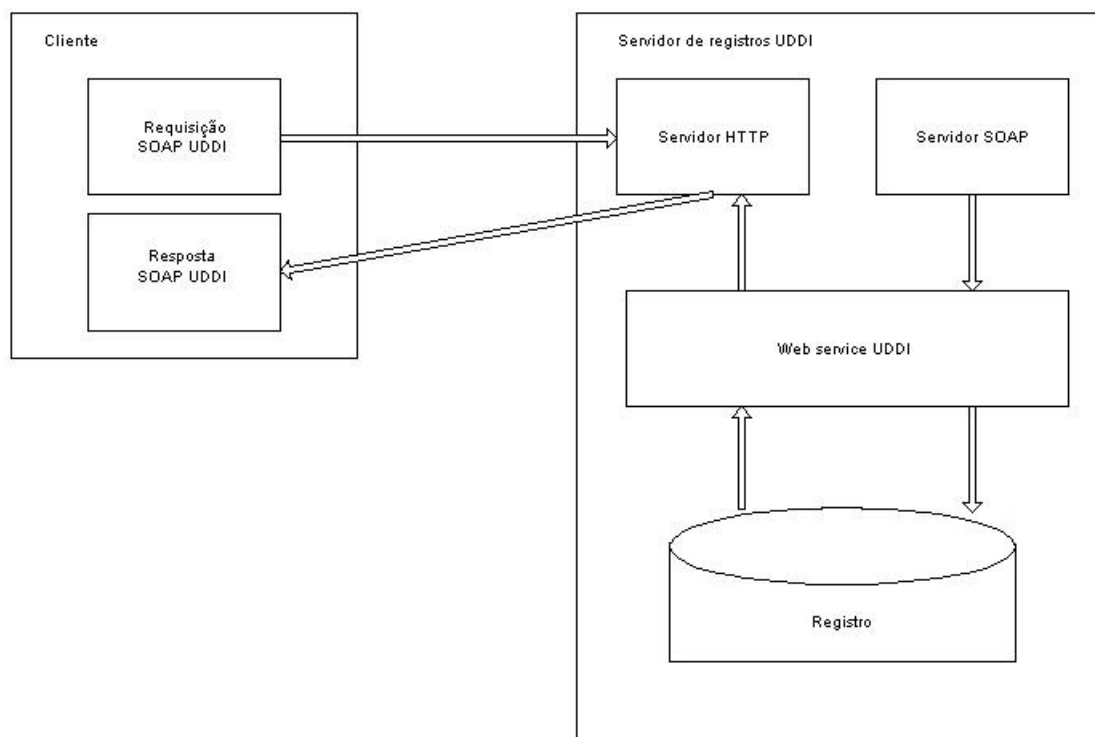 Cliente
Servidor de registros UDDI
Requisição
SOAP UDDI
Servidor HTTP
Servidor SOAP
Resposta
SOAP UDDI
Web service UDDI
Registro